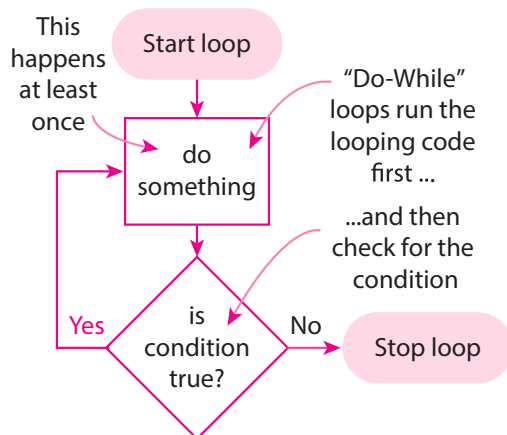 This
happens
at least
once
Start loop
“Do-While”
loops run the
looping code
first ...
do
something
...and then
check for the
condition
is
condition
true?
Yes
No
Stop loop